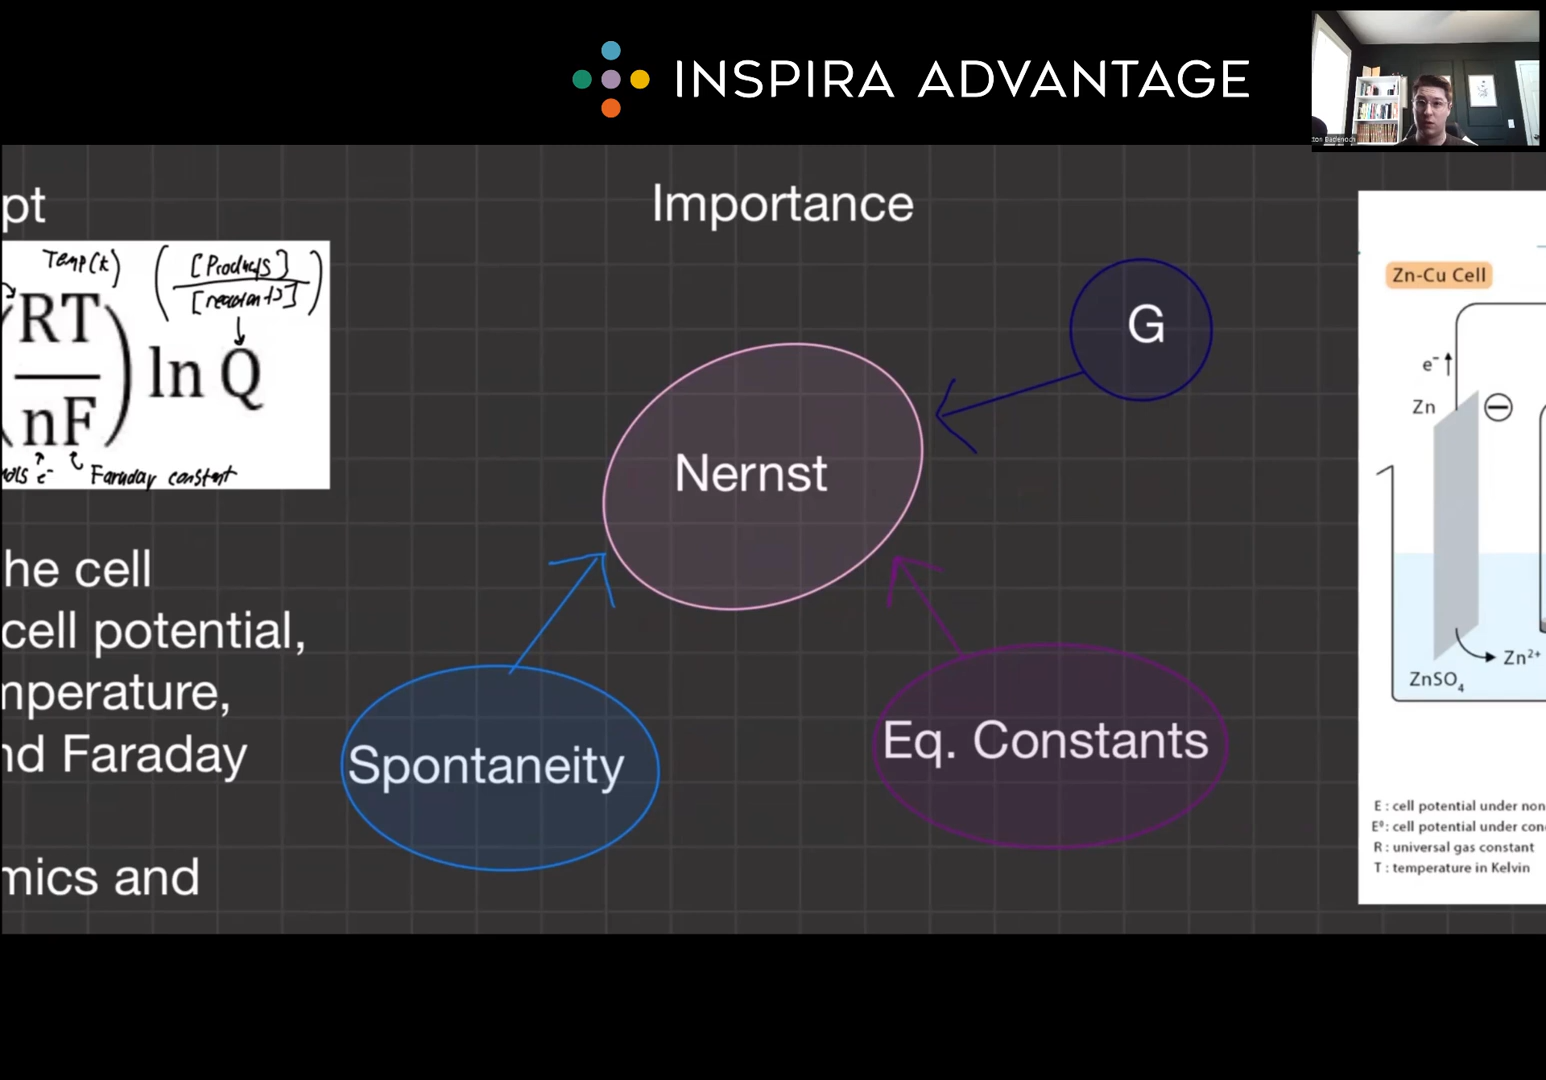 INSPIRA ADVANTAGE
pt
Importance
Temp(k)
[Products]
[reactants]
RT
nF
ln Q
Faraday constant
he cell
cell potential,
mperature,
nd Faraday
mics and
G
Nernst
Spontaneity
Eq. Constants
Zn-Cu Cell
e⁻
Zn
Zn²⁺
ZnSO₄
E : cell potential under non
E⁰: cell potential under con
R : universal gas constant
T : temperature in Kelvin